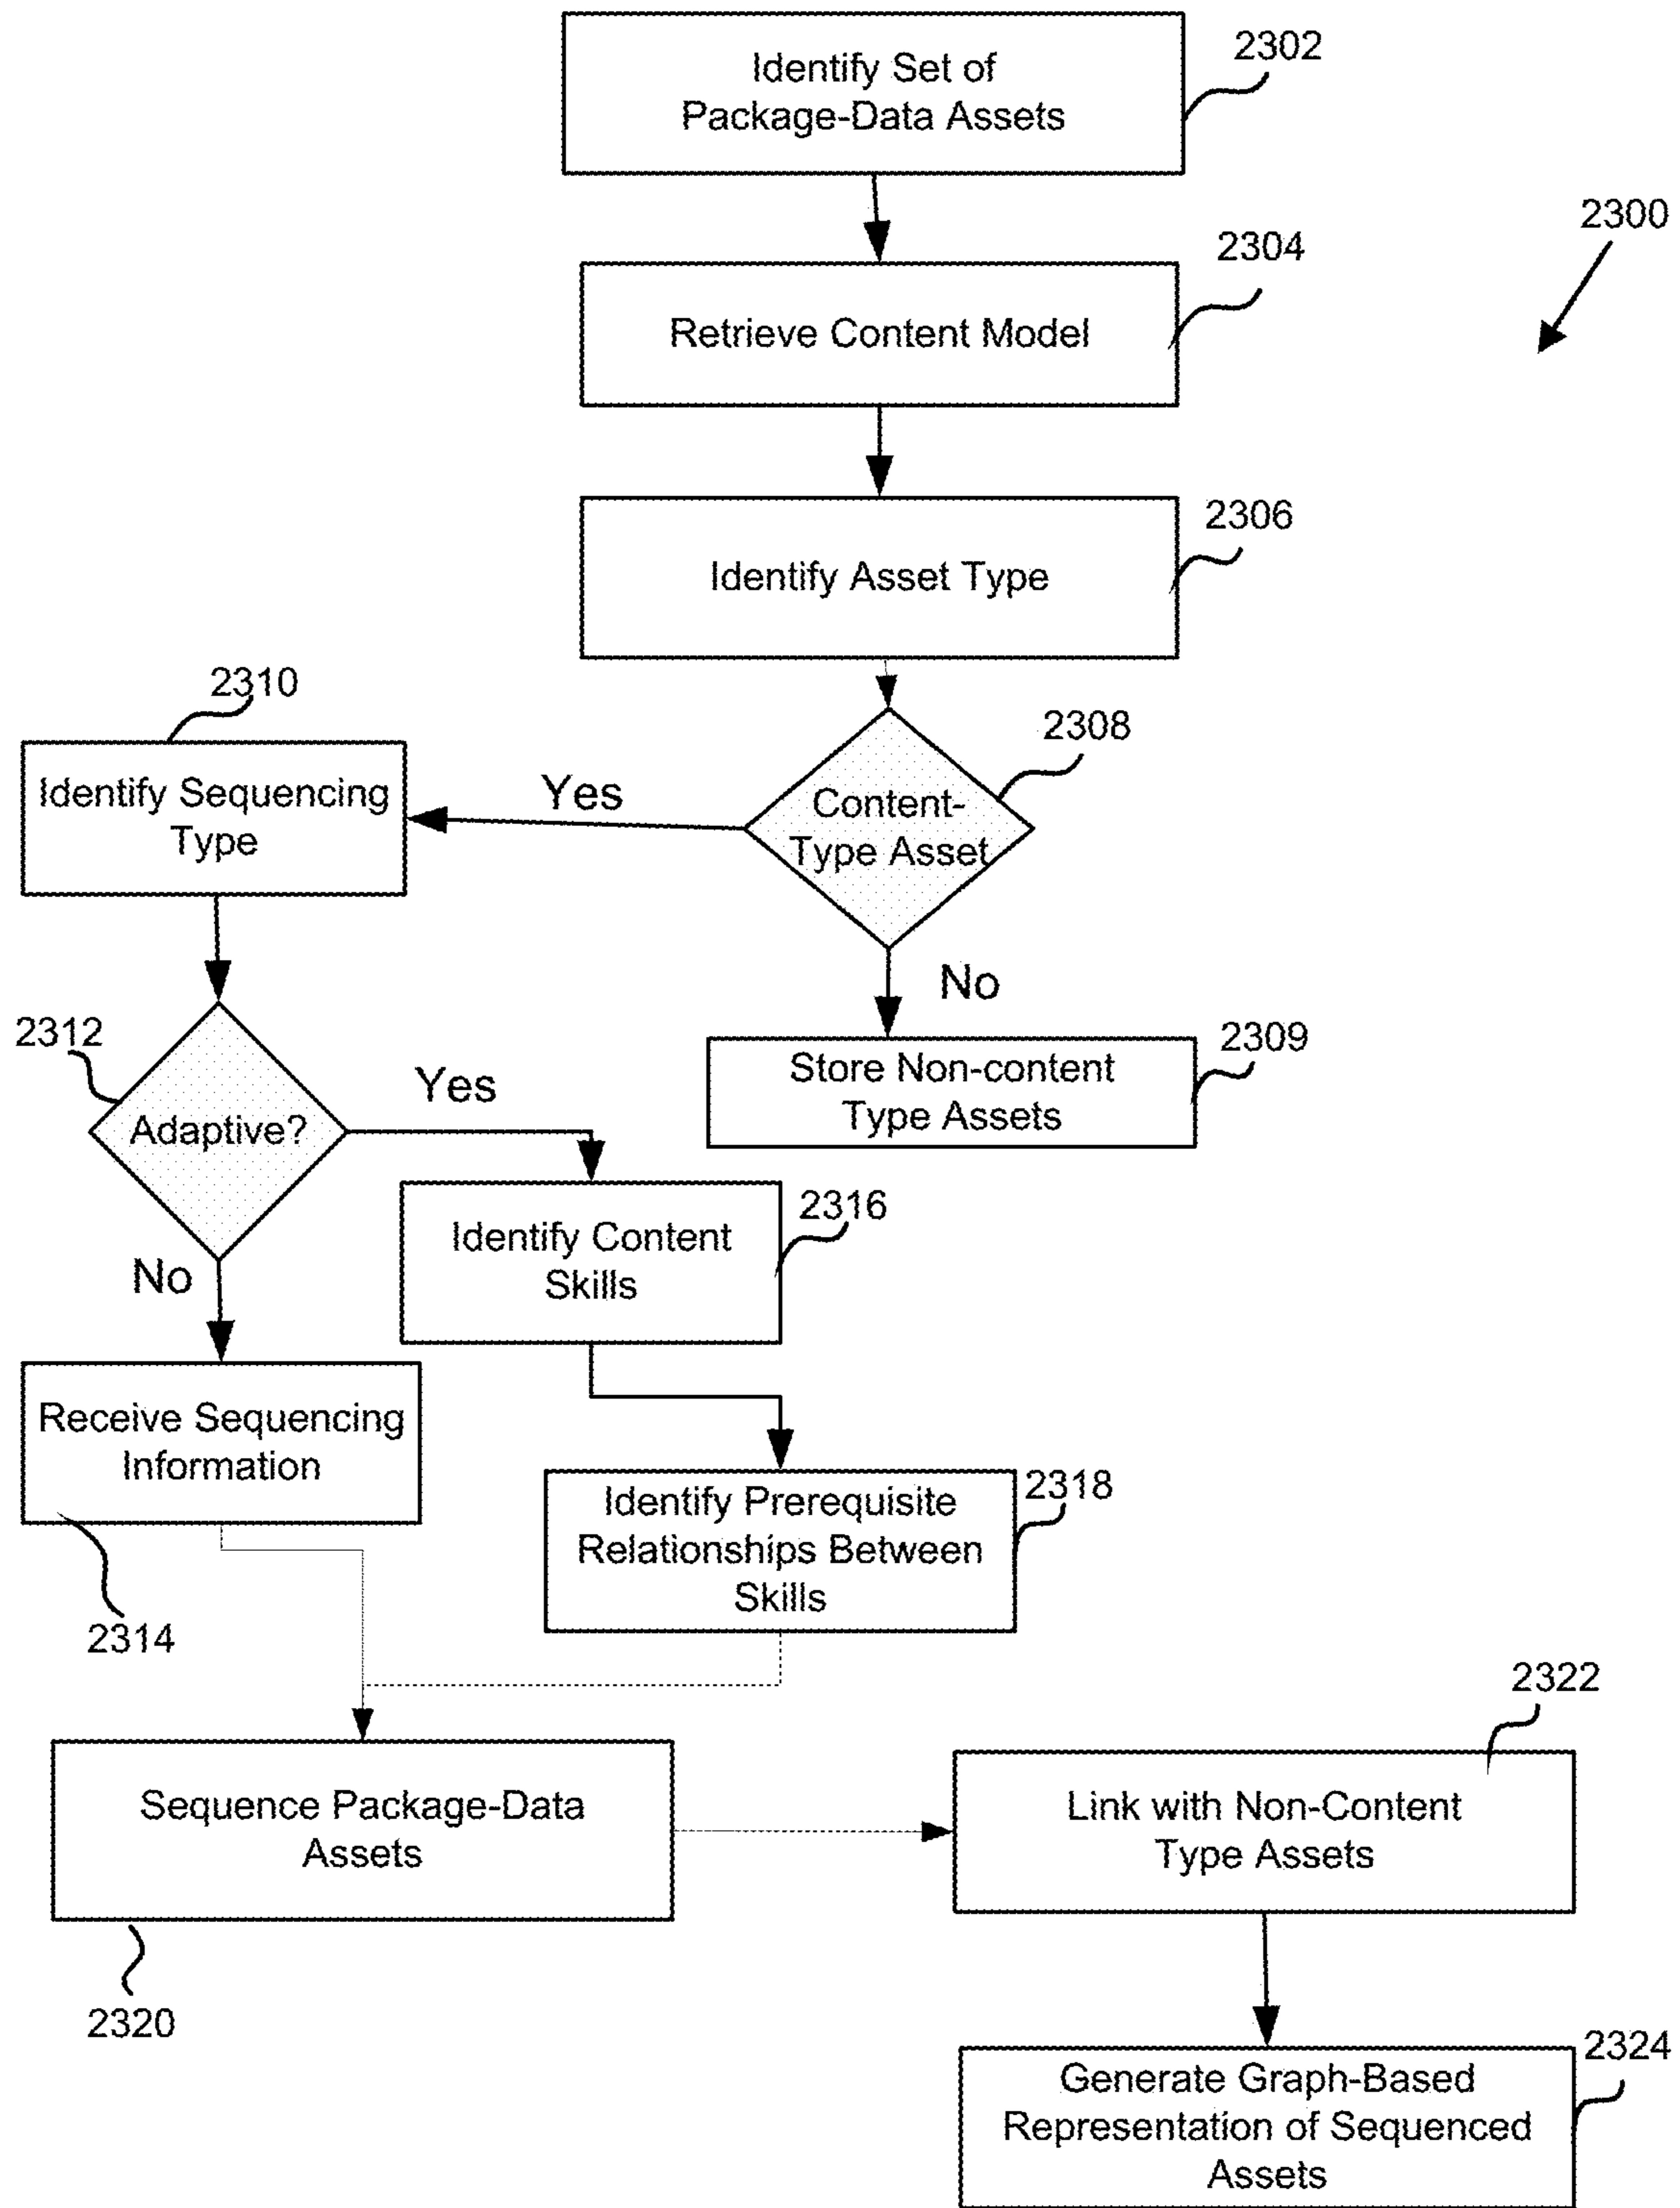 Identify Set of
Package-Data Assets
2302
2300
2304
Retrieve Content Model
2306
Identify Asset Type
2310
2308
Identify Sequencing
Type
Yes
Content-
Type Asset
No
2312
Adaptive?
Yes
Store Non-content
Type Assets
2309
2316
Identify Content
Skills
No
Receive Sequencing
Information
2314
Identify Prerequisite
Relationships Between
Skills
2318
2322
Sequence Package-Data
Assets
2320
Link with Non-Content
Type Assets
2324
Generate Graph-Based
Representation of Sequenced
Assets